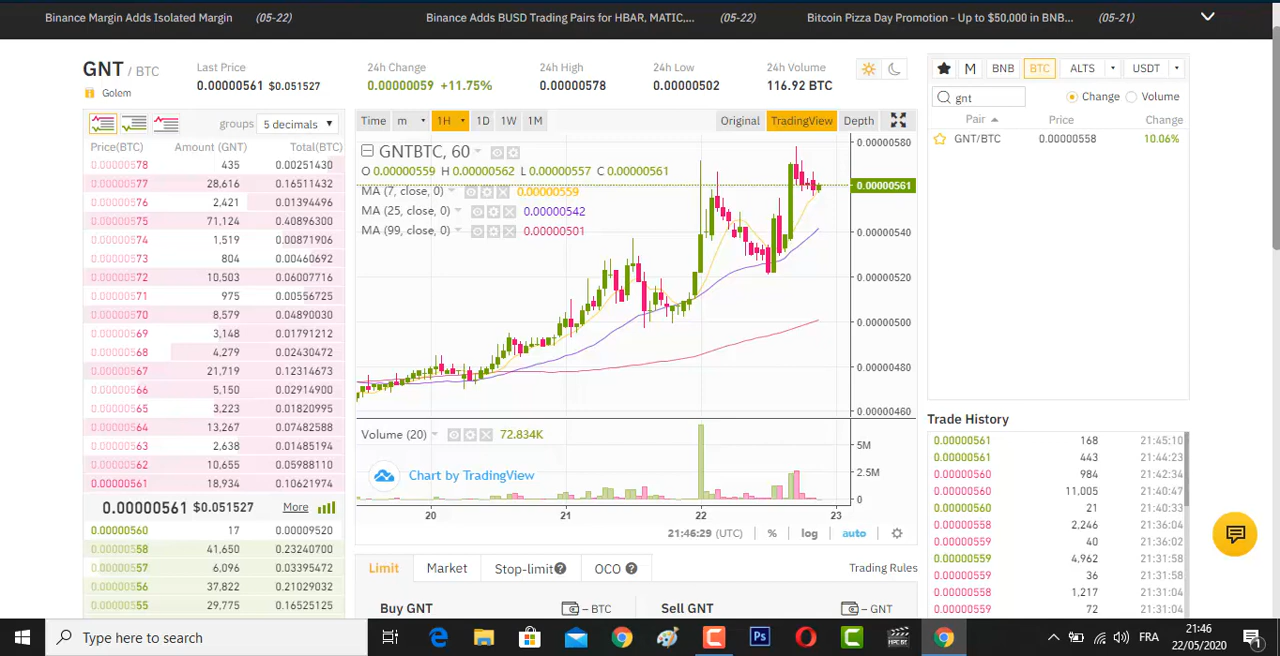 Binance Margin Adds Isolated Margin (05-22) Binance Adds BUSD Trading Pairs for HBAR, MATIC,... (05-22) Bitcoin Pizza Day Promotion - Up to $50,000 in BNB... (05-21)
GNT / BTC
Golem
Last Price
0.00000561 $0.051527
24h Change
0.00000059 +11.75%
24h High
0.00000578
24h Low
0.00000502
24h Volume
116.92 BTC
groups 5 decimals
Price(BTC) Amount (GNT) Total(BTC)
0.00000578 435 0.00251430
0.00000577 28,616 0.16511432
0.00000576 2,421 0.01394496
0.00000575 71,124 0.40896300
0.00000574 1,519 0.00871906
0.00000573 804 0.00460692
0.00000572 10,503 0.06007716
0.00000571 975 0.00556725
0.00000570 8,579 0.04890030
0.00000569 3,148 0.01791212
0.00000568 4,279 0.02430472
0.00000567 21,719 0.12314673
0.00000566 5,150 0.02914900
0.00000565 3,223 0.01820995
0.00000564 13,267 0.07482588
0.00000563 2,638 0.01485194
0.00000562 10,655 0.05988110
0.00000561 18,934 0.10621974
0.00000561 $0.051527 More
0.00000560 17 0.00009520
0.00000558 41,650 0.23240700
0.00000557 6,096 0.03395472
0.00000556 37,822 0.21029032
0.00000555 29,775 0.16525125
Time m 1H 1D 1W 1M Original TradingView Depth
GNTBTC, 60
O 0.00000559 H 0.00000562 L 0.00000557 C 0.00000561
MA (7, close, 0) 0.00000559
MA (25, close, 0) 0.00000542
MA (99, close, 0) 0.00000501
0.00000580
0.00000561
0.00000540
0.00000520
0.00000500
0.00000480
0.00000460
Volume (20) 72.834K
5M
2.5M
0
Chart by TradingView
20 21 22 23
21:46:29 (UTC) % log auto
Limit Market Stop-limit OCO Trading Rules
Buy GNT – BTC Sell GNT – GNT
M BNB BTC ALTS USDT
gnt Change Volume
Pair Price Change
GNT/BTC 0.00000558 10.06%
Trade History
0.00000561 168 21:45:10
0.00000561 443 21:44:23
0.00000560 984 21:42:34
0.00000560 11,005 21:40:47
0.00000560 21 21:40:33
0.00000558 2,246 21:36:04
0.00000559 40 21:36:02
0.00000559 4,962 21:31:58
0.00000559 36 21:31:58
0.00000558 1,217 21:31:04
0.00000559 72 21:31:04
Type here to search
Ps
FRA
21:46
22/05/2020
1